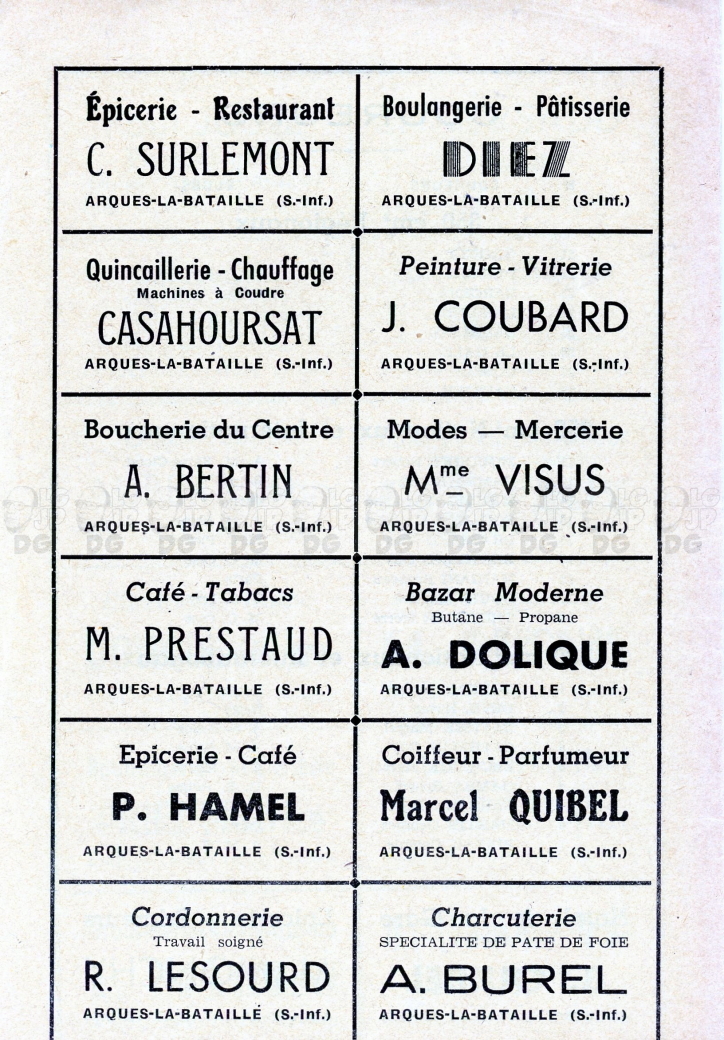 Épicerie - Restaurant
C. SURLEMONT
ARQUES-LA-BATAILLE (S.-Inf.)
Boulangerie - Pâtisserie
DIEZ
ARQUES-LA-BATAILLE (S.-Inf.)
Quincaillerie - Chauffage
Machines à Coudre
CASAHOURSAT
ARQUES-LA-BATAILLE (S.-Inf.)
Peinture - Vitrerie
J. COUBARD
ARQUES-LA-BATAILLE (S.-Inf.)
Boucherie du Centre
A. BERTIN
ARQUES-LA-BATAILLE (S.-Inf.)
Modes — Mercerie
Mme VISUS
ARQUES-LA-BATAILLE (S.-Inf.)
Café - Tabacs
M. PRESTAUD
ARQUES-LA-BATAILLE (S.-Inf.)
Bazar Moderne
Butane — Propane
A. DOLIQUE
ARQUES-LA-BATAILLE (S.-Inf.)
Epicerie - Café
P. HAMEL
ARQUES-LA-BATAILLE (S.-Inf.)
Coiffeur - Parfumeur
Marcel QUIBEL
ARQUES-LA-BATAILLE (S.-Inf.)
Cordonnerie
Travail soigné
R. LESOURD
ARQUES-LA-BATAILLE (S.-Inf.)
Charcuterie
SPECIALITE DE PATE DE FOIE
A. BUREL
ARQUES-LA-BATAILLE (S.-Inf.)